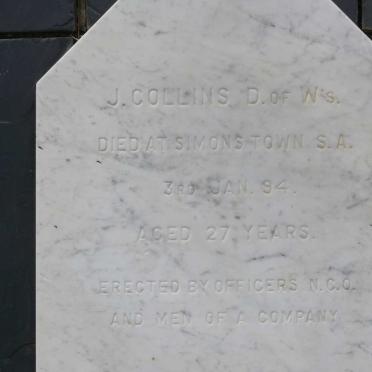 J. COLLINS D. OF W's.
DIED AT SIMONS TOWN. S.A.
3RD JAN. 94.
AGED 27 YEARS.
ERECTED BY OFFICERS N.C.O.
AND MEN OF A COMPANY